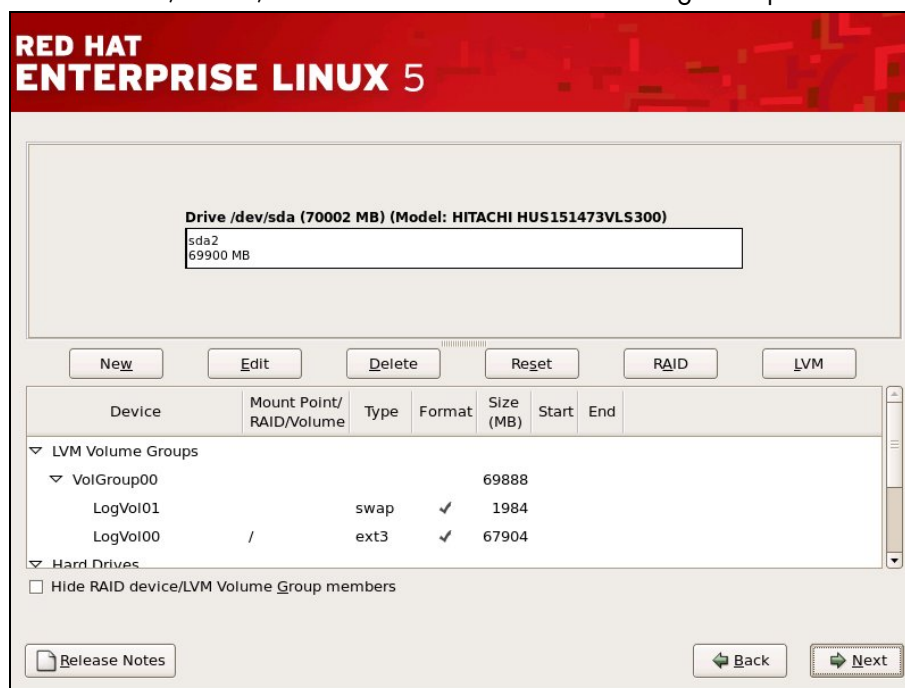 RED HAT
ENTERPRISE LINUX 5
Drive /dev/sda (70002 MB) (Model: HITACHI HUS151473VLS300)
sda2
69900 MB
New Edit Delete Reset RAID LVM
Device Mount Point/ RAID/Volume Type Format Size (MB) Start End
LVM Volume Groups
VolGroup00 69888
LogVol01 swap ✓ 1984
LogVol00 / ext3 ✓ 67904
Hard Drives
Hide RAID device/LVM Volume Group members
Release Notes Back Next